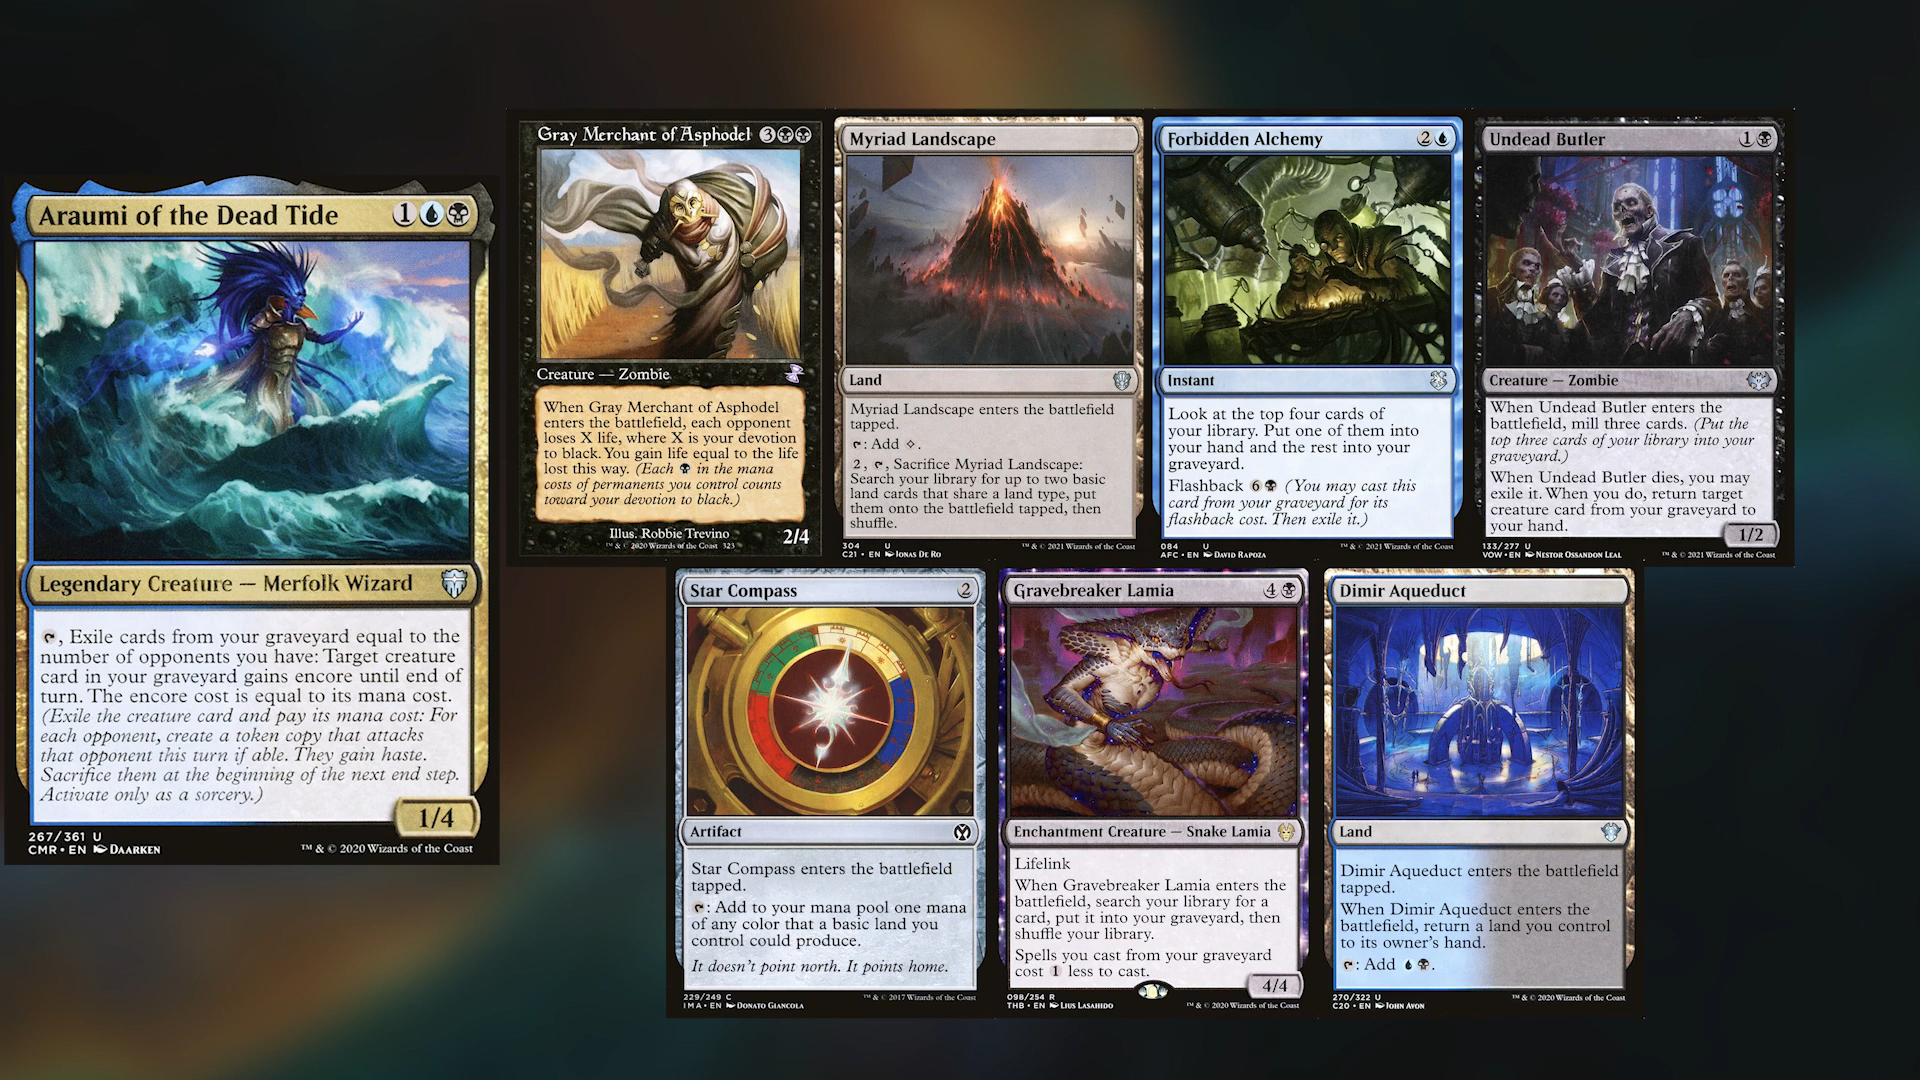 Araumi of the Dead Tide 1
Legendary Creature — Merfolk Wizard
, Exile cards from your graveyard equal to the
number of opponents you have: Target creature
card in your graveyard gains encore until end of
turn. The encore cost is equal to its mana cost.
(Exile the creature card and pay its mana cost: For
each opponent, create a token copy that attacks
that opponent this turn if able. They gain haste.
Sacrifice them at the beginning of the next end step.
Activate only as a sorcery.)
1/4
267/361 U
CMR • EN DAARKEN
™ & © 2020 Wizards of the Coast
Gray Merchant of Asphodel 3
Creature — Zombie
When Gray Merchant of Asphodel
enters the battlefield, each opponent
loses X life, where X is your devotion
to black. You gain life equal to the life
lost this way. (Each in the mana
costs of permanents you control counts
toward your devotion to black.)
Illus. Robbie Trevino
™ & © 2020 Wizards of the Coast 323
2/4
Myriad Landscape
Land
Myriad Landscape enters the battlefield
tapped.
: Add .
2, , Sacrifice Myriad Landscape:
Search your library for up to two basic
land cards that share a land type, put
them onto the battlefield tapped, then
shuffle.
304 U
C21 • EN JONAS DE RO
™ & © 2021 Wizards of the Coast
Forbidden Alchemy 2
Instant
Look at the top four cards of
your library. Put one of them into
your hand and the rest into your
graveyard.
Flashback 6 (You may cast this
card from your graveyard for its
flashback cost. Then exile it.)
084 U
AFC • EN DAVID RAPOZA
™ & © 2021 Wizards of the Coast
Undead Butler 1
Creature — Zombie
When Undead Butler enters the
battlefield, mill three cards. (Put the
top three cards of your library into your
graveyard.)
When Undead Butler dies, you may
exile it. When you do, return target
creature card from your graveyard to
your hand.
1/2
133/277 U
VOW • EN NESTOR OSSANDON LEAL
™ & © 2021 Wizards of the Coast
Star Compass 2
Artifact
Star Compass enters the battlefield
tapped.
: Add to your mana pool one mana
of any color that a basic land you
control could produce.
It doesn't point north. It points home.
229/249 C
IMA • EN DONATO GIANCOLA
™ & © 2017 Wizards of the Coast
Gravebreaker Lamia 4
Enchantment Creature — Snake Lamia
Lifelink
When Gravebreaker Lamia enters the
battlefield, search your library for a
card, put it into your graveyard, then
shuffle your library.
Spells you cast from your graveyard
cost 1 less to cast.
4/4
098/254 R
THB • EN LIUS LASAHIDO
™ & © 2020 Wizards of the Coast
Dimir Aqueduct
Land
Dimir Aqueduct enters the battlefield
tapped.
When Dimir Aqueduct enters the
battlefield, return a land you control
to its owner's hand.
: Add .
270/322 U
C20 • EN JOHN AVON
™ & © 2020 Wizards of the Coast